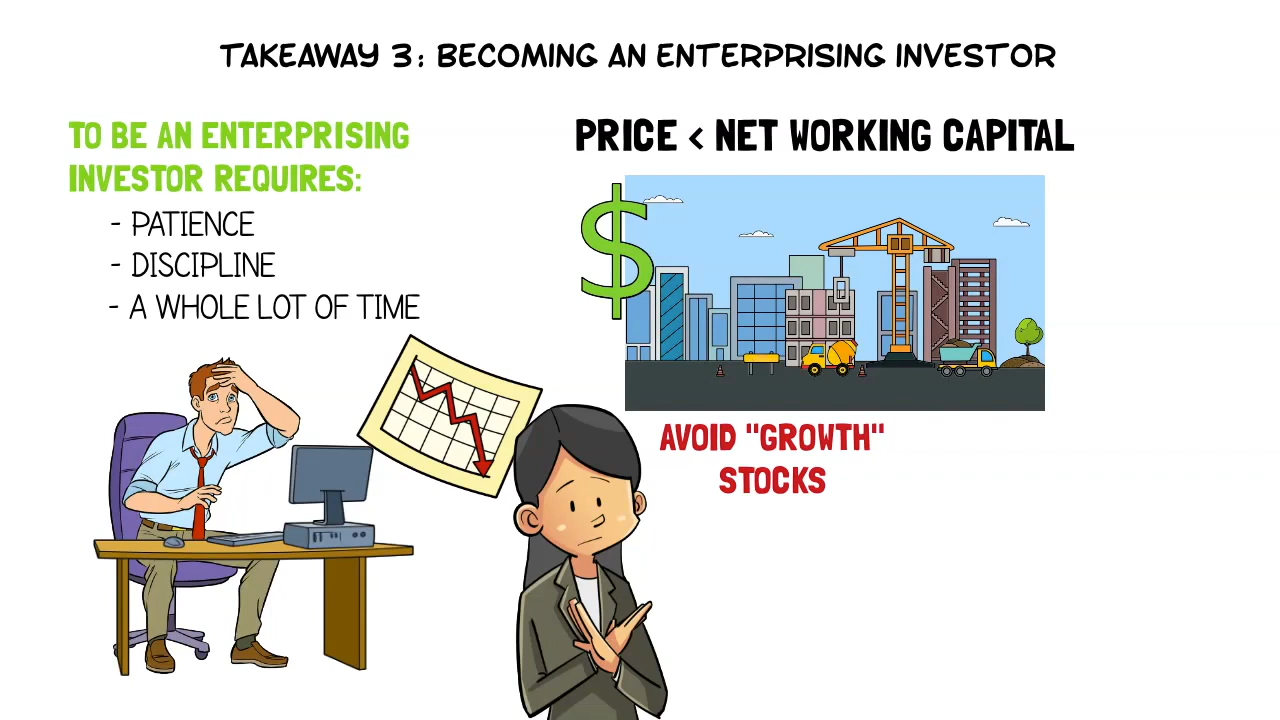 TAKEAWAY 3: BECOMING AN ENTERPRISING INVESTOR
TO BE AN ENTERPRISING
INVESTOR REQUIRES:
- PATIENCE
- DISCIPLINE
- A WHOLE LOT OF TIME
PRICE < NET WORKING CAPITAL
$
AVOID "GROWTH"
STOCKS